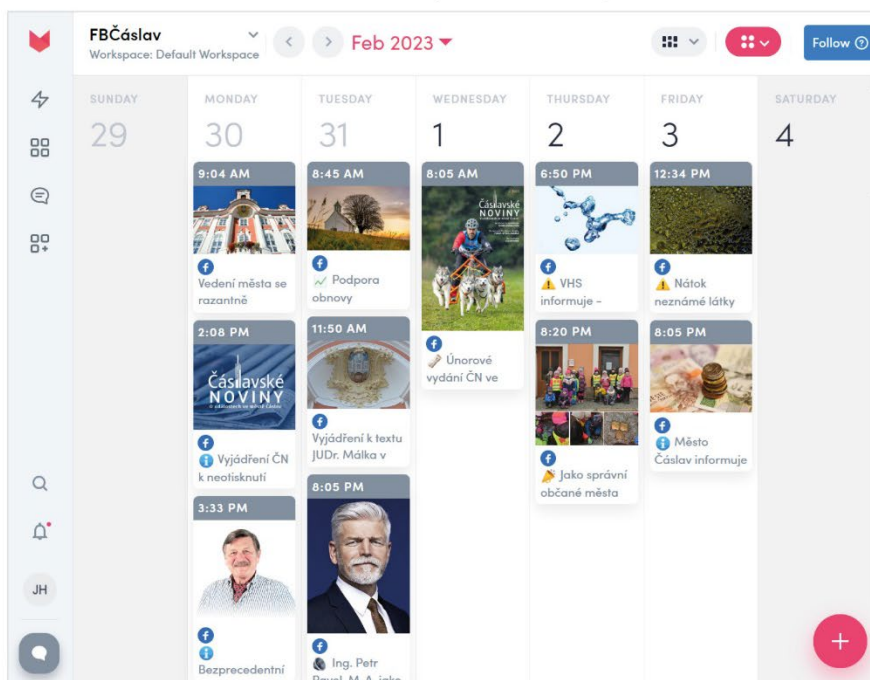 FBČáslav
Workspace: Default Workspace
Feb 2023
Follow
SUNDAY
29
MONDAY
30
TUESDAY
31
WEDNESDAY
1
THURSDAY
2
FRIDAY
3
SATURDAY
4
9:04 AM
Vedení města se
razantně
2:08 PM
Čáslavské
NOVINY
Vyjádření ČN
k neotisknutí
3:33 PM
Bezprecedentní
8:45 AM
Podpora
obnovy
11:50 AM
Vyjádření k textu
JUDr. Málka v
8:05 PM
Ing. Petr
Pavel, M. A. jako
8:05 AM
Čáslavské
NOVINY
Únorové
vydání ČN ve
6:50 PM
VHS
informuje -
8:20 PM
Jako správní
občané města
12:34 PM
Nátok
neznámé látky
8:05 PM
Město
Čáslav informuje
JH